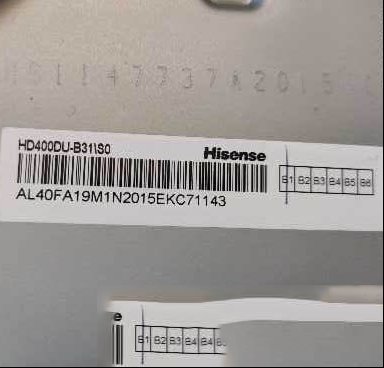 HD400DU-B31\S0
Hisense
B1 B2 B3 B4 B5 B6
AL40FA19M1N2015EKC71143
e
B1 B2 B3 B4 B4